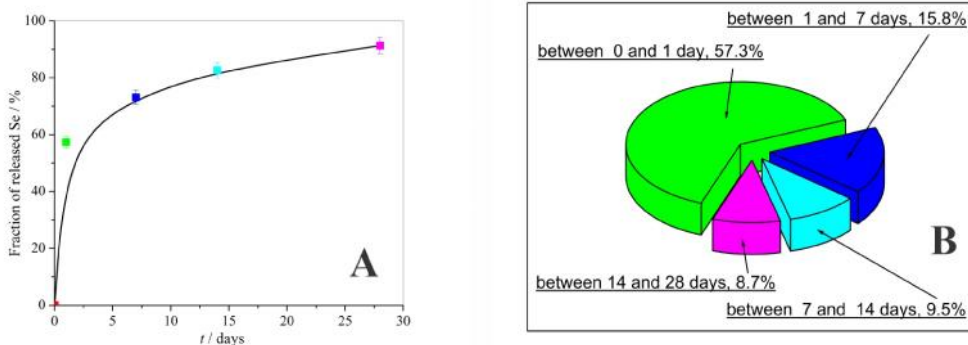 Fraction of released Se / %
100
80
60
40
20
0
0
5
10
15
20
25
30
t / days
A
between 1 and 7 days, 15.8%
between 0 and 1 day, 57.3%
between 14 and 28 days, 8.7%
between 7 and 14 days, 9.5%
B